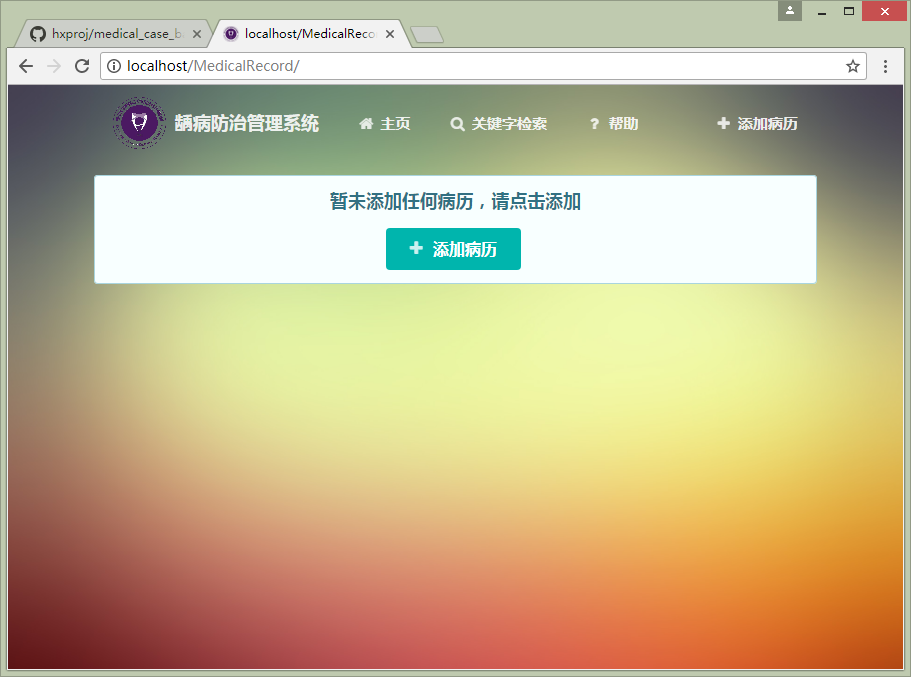 hxproj/medical_case_b
localhost/MedicalReco
localhost/MedicalRecord/
龋病防治管理系统
主页
关键字检索
? 帮助
添加病历
暂未添加任何病历，请点击添加
添加病历